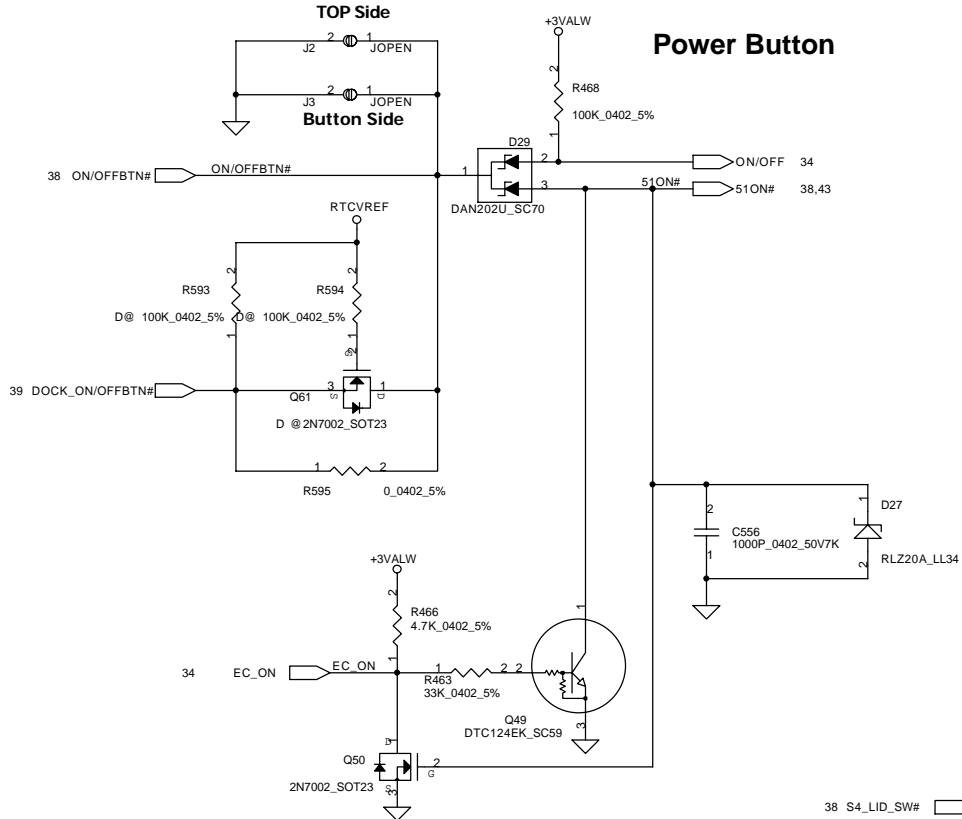 TOP Side
J2 2 1 JOPEN
J3 2 1 JOPEN
Button Side
+3VALW
Power Button
2
R468
100K_0402_5%
1
D29
1 2 3
DAN202U_SC70
ON/OFF 34
51ON# 51ON# 38,43
38 ON/OFFBTN# ON/OFFBTN#
RTCVREF
2 2
R593 R594
D@ 100K_0402_5% D@ 100K_0402_5%
1 1
39 DOCK_ON/OFFBTN#
G 2
3 S 1 D
Q61
D @2N7002_SOT23
1 2
R595 0_0402_5%
2
C556
1000P_0402_50V7K
1
1
D27
2
RLZ20A_LL34
+3VALW
2
R466
4.7K_0402_5%
1
34 EC_ON EC_ON
1 2 2
R463
33K_0402_5%
1
3
Q49
DTC124EK_SC59
D 1
Q50
2 G
S 3
2N7002_SOT23
38 S4_LID_SW#